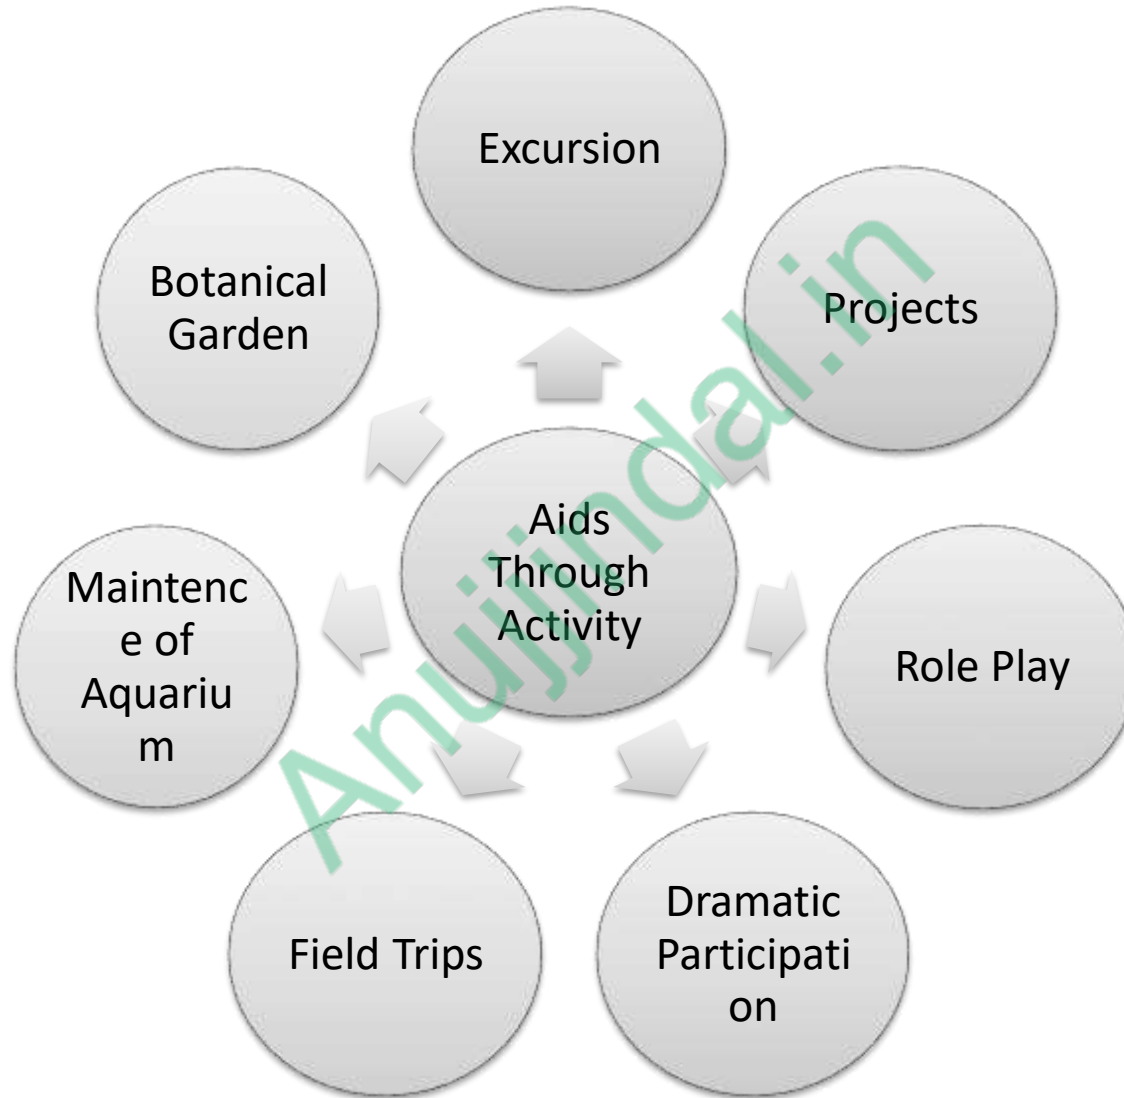 Excursion
Projects
Role Play
Dramatic
Participati
on
Field Trips
Maintenc
e of
Aquariu
m
Botanical
Garden
Aids
Through
Activity
Anujjindal.in